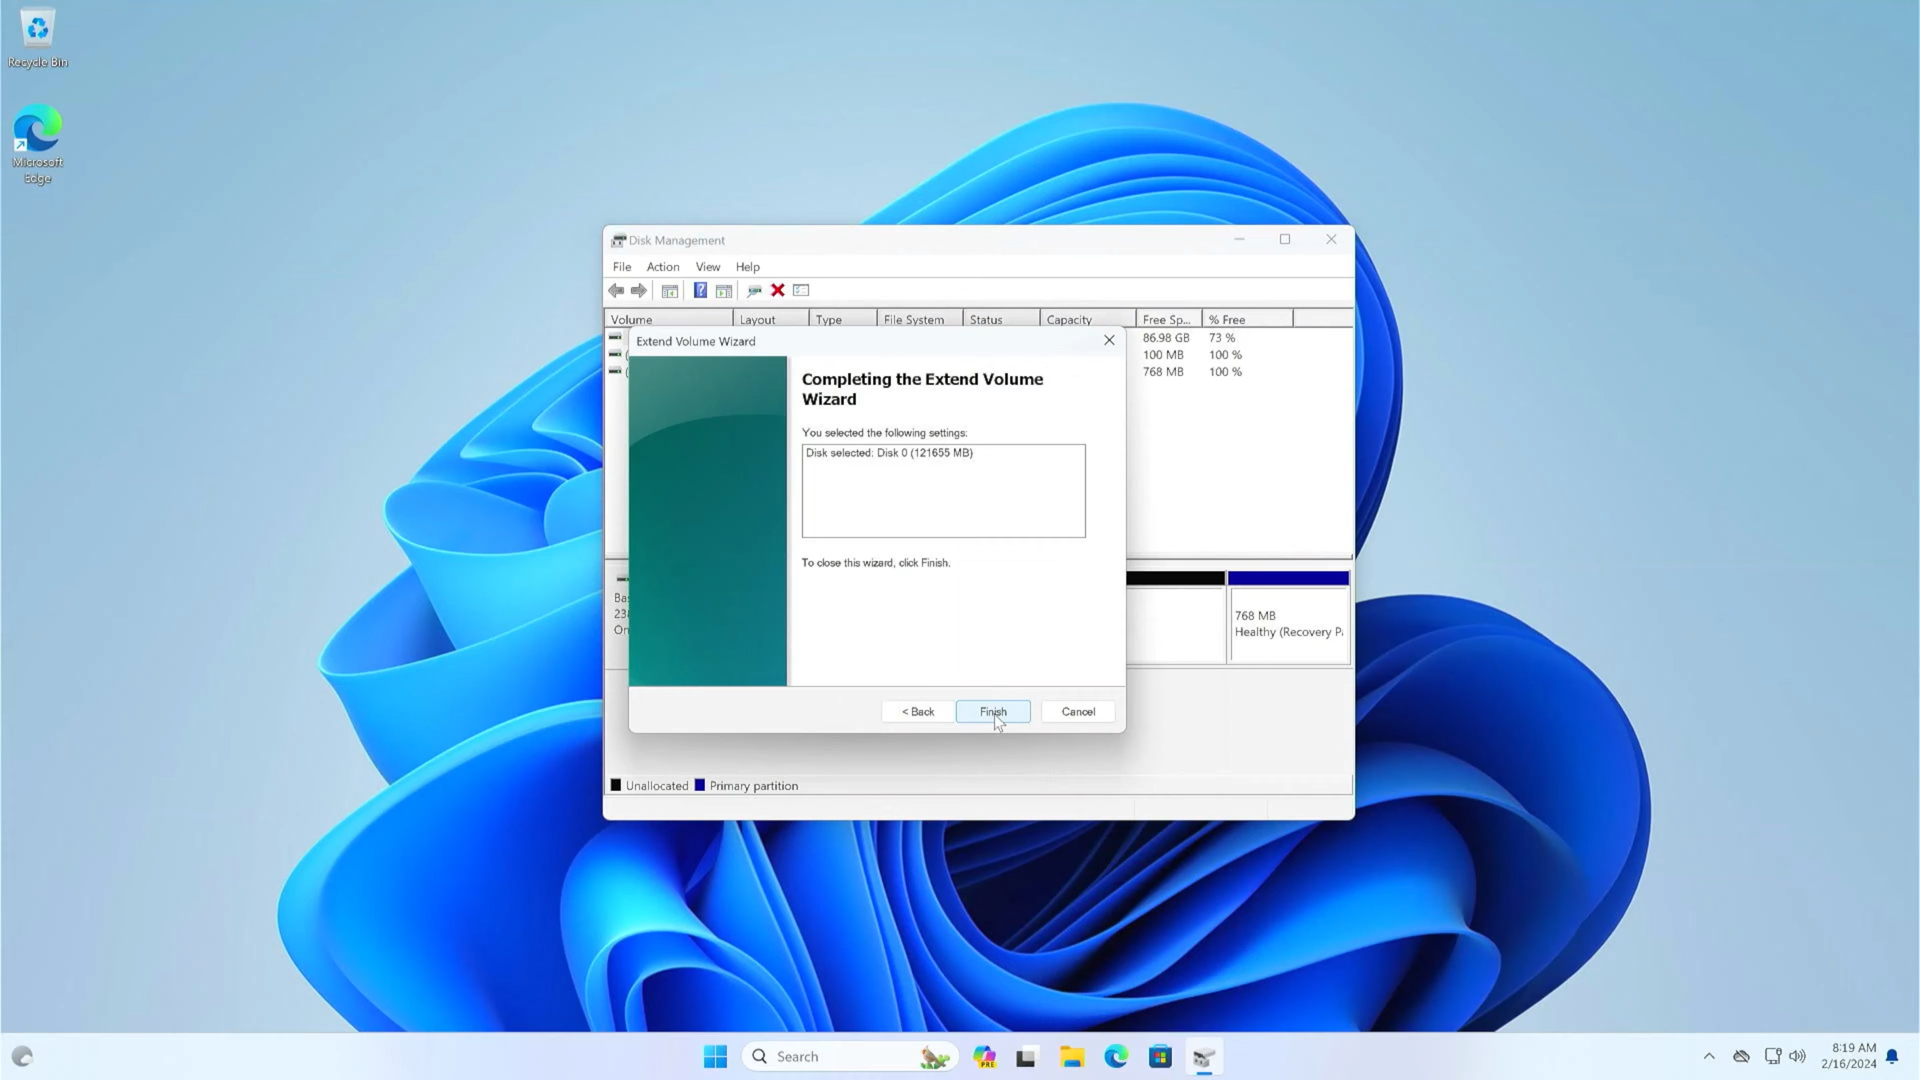 Recycle Bin
Microsoft
Edge
Disk Management
File Action View Help
Volume Layout Type File System Status Capacity Free Sp... % Free
86.98 GB 73 %
100 MB 100 %
768 MB 100 %
Extend Volume Wizard
Completing the Extend Volume
Wizard
You selected the following settings:
Disk selected: Disk 0 (121655 MB)
To close this wizard, click Finish.
< Back Finish Cancel
Bas
On
768 MB
Healthy (Recovery P
Unallocated Primary partition
Search
PRE
8:19 AM
2/16/2024